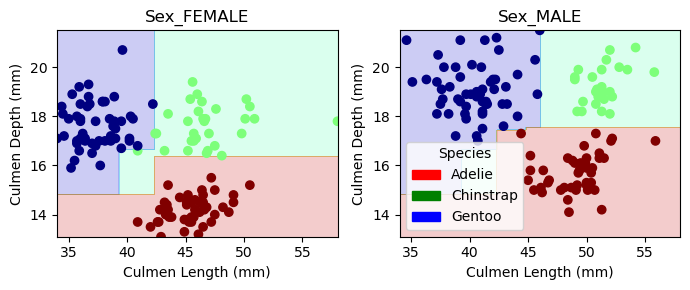 Sex_FEMALE
Sex_MALE
Culmen Depth (mm)
20
18
16
14
35
40
45
50
55
Culmen Length (mm)
Culmen Depth (mm)
20
18
16
14
Species
Adelie
Chinstrap
Gentoo
35
40
45
50
55
Culmen Length (mm)